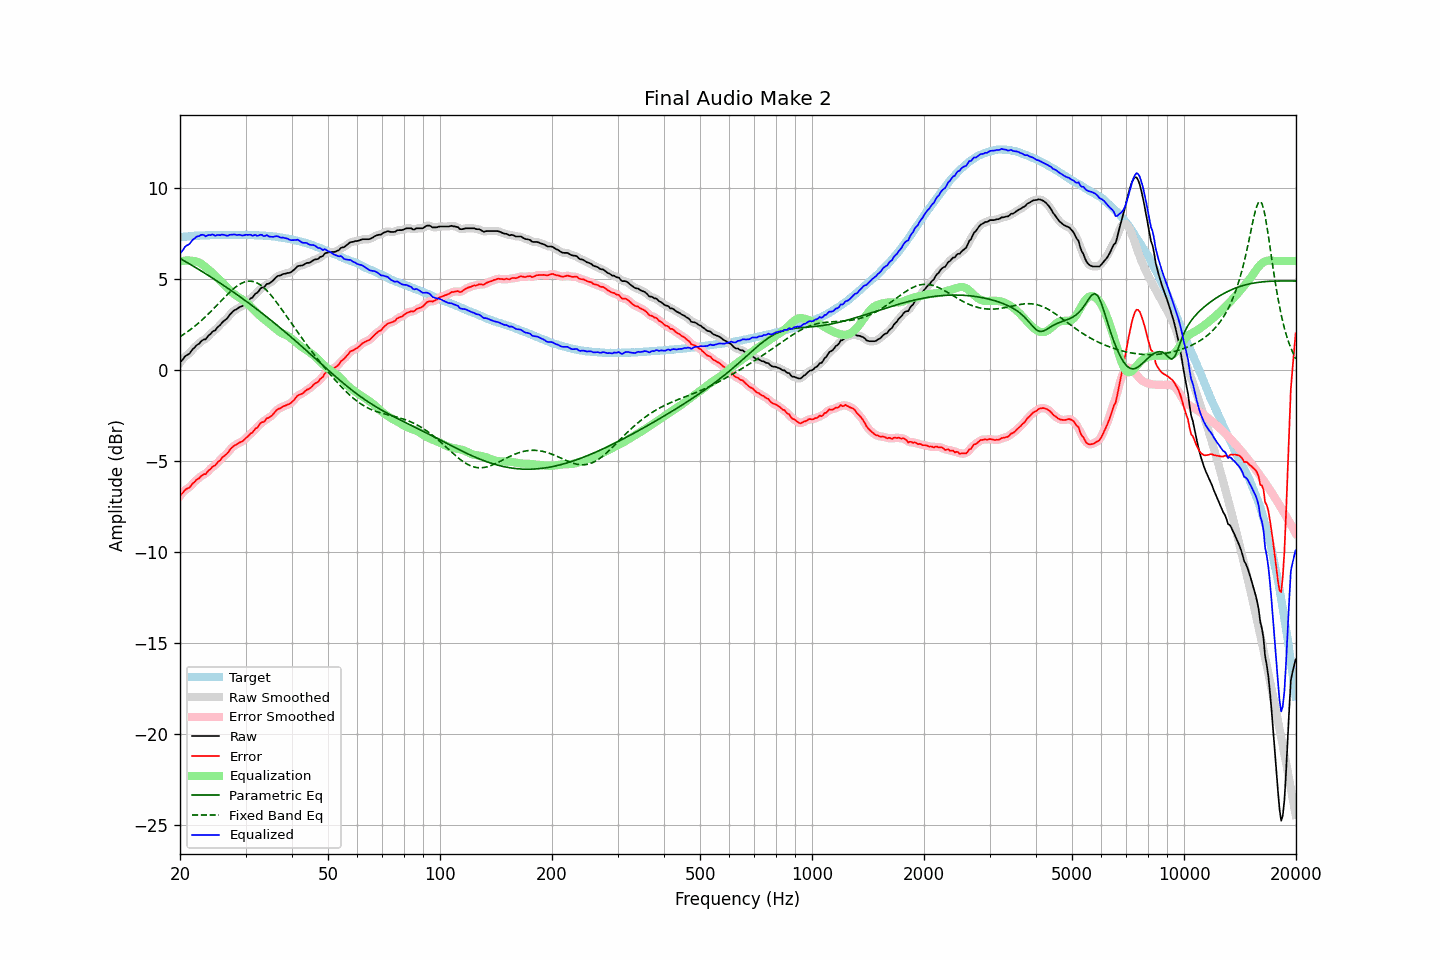 Final Audio Make 2
Amplitude (dBr)
10
5
0
−5
−10
−15
−20
−25
Target
Raw Smoothed
Error Smoothed
Raw
Error
Equalization
Parametric Eq
Fixed Band Eq
Equalized
20 50 100 200 500 1000 2000 5000 10000 20000
Frequency (Hz)